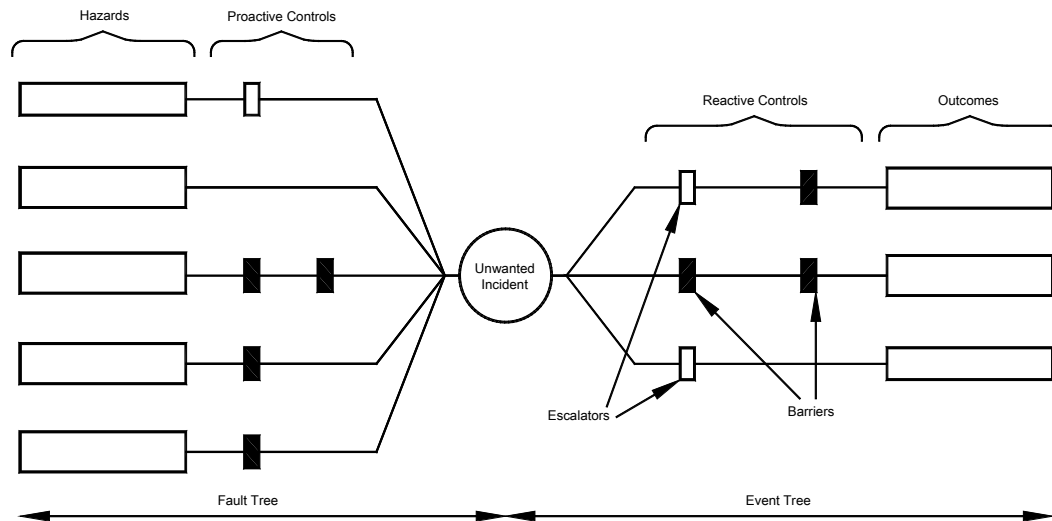 Hazards
Proactive Controls
Reactive Controls
Outcomes
Unwanted
Incident
Escalators
Barriers
Fault Tree
Event Tree